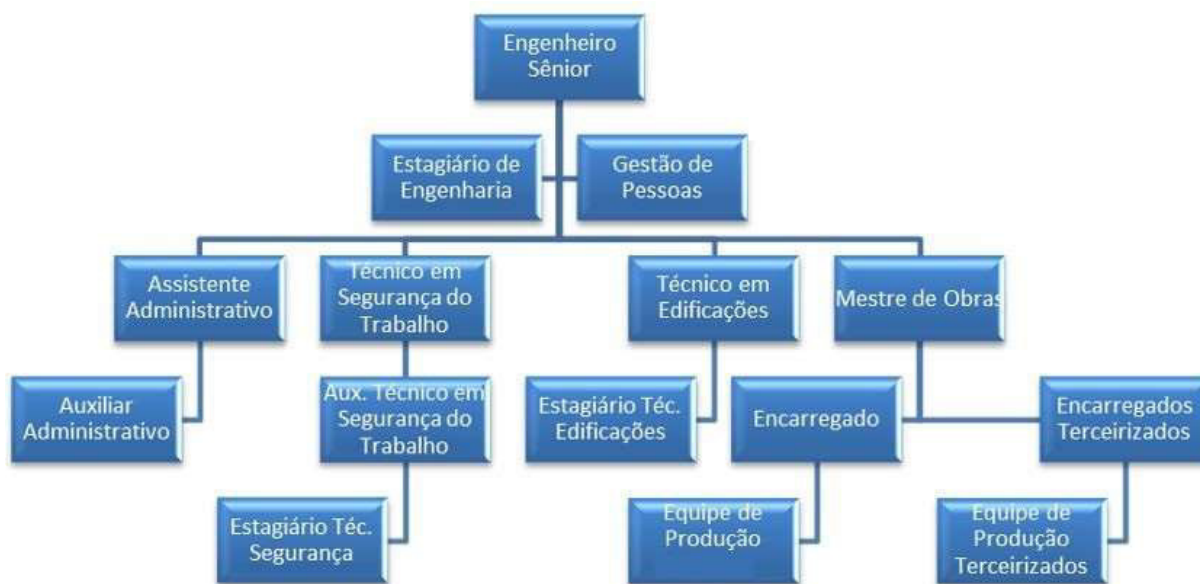 Engenheiro
Sênior
Estagiário de
Engenharia
Gestão de
Pessoas
Assistente
Administrativo
Técnico em
Segurança do
Trabalho
Técnico em
Edificações
Mestre de Obras
Auxiliar
Administrativo
Aux. Técnico em
Segurança do
Trabalho
Estagiário Téc.
Edificações
Encarregado
Encarregados
Terceirizados
Estagiário Téc.
Segurança
Equipe de
Produção
Equipe de
Produção
Terceirizados